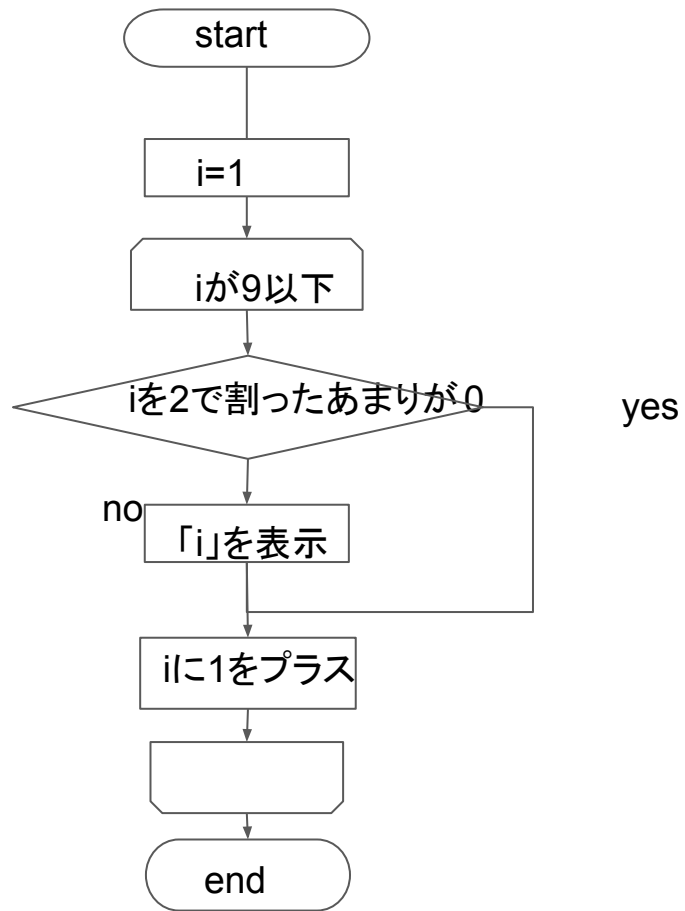 start
i=1
iが9以下
iを2で割ったあまりが0
yes
no
「i」を表示
iに1をプラス
end